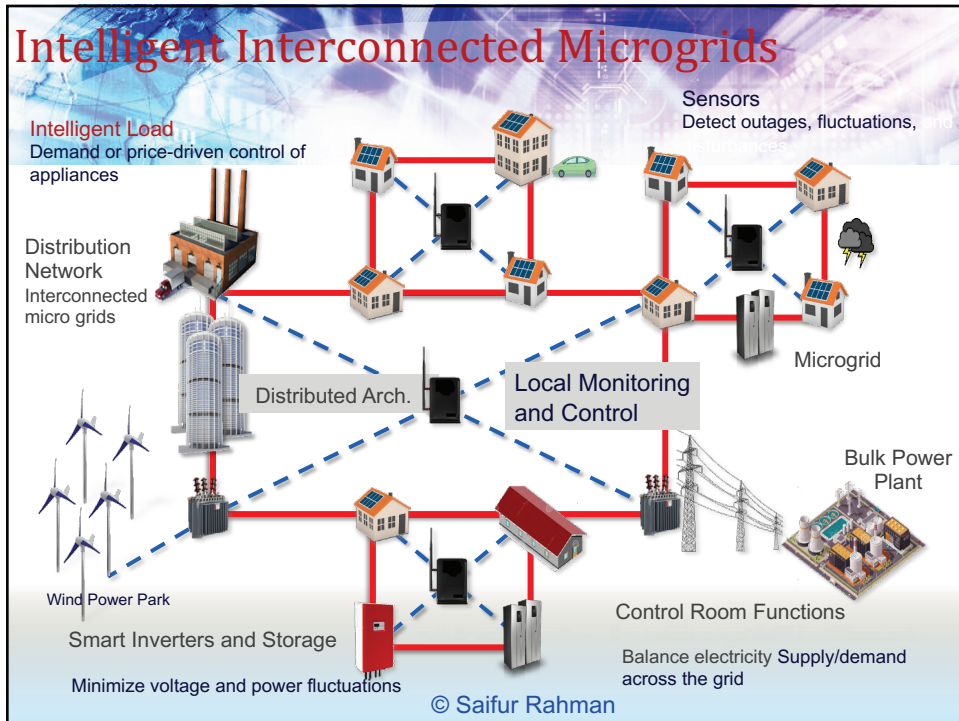 Intelligent Interconnected Microgrids
Intelligent Load
Demand or price-driven control of
appliances
Sensors
Detect outages, fluctuations, and
disturbances
Distribution
Network
Interconnected
micro grids
Microgrid
Distributed Arch.
Local Monitoring
and Control
Bulk Power
Plant
Wind Power Park
Smart Inverters and Storage
Minimize voltage and power fluctuations
Control Room Functions
Balance electricity Supply/demand
across the grid
© Saifur Rahman